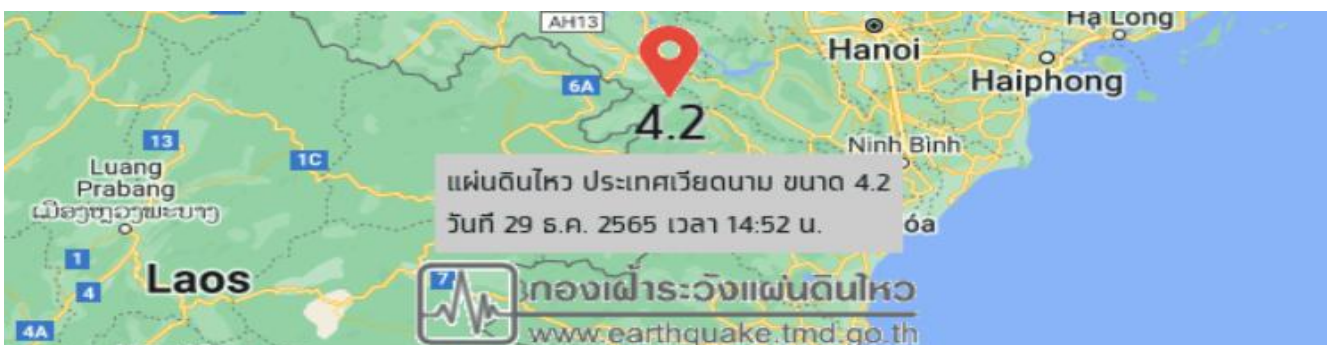 AH13
Hạ Long
Hanoi
Haiphong
6A
4.2
13
1C
Ninh Bình
Luang
Prabang
ເມືອງຫຼວງພະບາງ
แผ่นดินไหว ประเทศเวียดนาม ขนาด 4.2
วันที่ 29 ธ.ค. 2565 เวลา 14:52 น.
óa
1
4
Laos
7
กองเฝ้าระวังแผ่นดินไหว
4A
www.earthquake.tmd.go.th